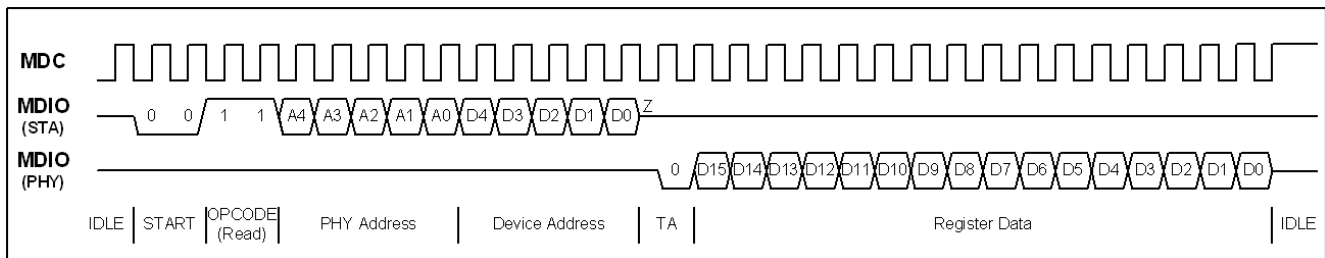 MDC
MDIO
(STA)
0 0 1 1 A4 A3 A2 A1 A0 D4 D3 D2 D1 D0 Z
MDIO
(PHY)
0 D15 D14 D13 D12 D11 D10 D9 D8 D7 D6 D5 D4 D3 D2 D1 D0
IDLE START OPCODE (Read) PHY Address Device Address TA Register Data IDLE